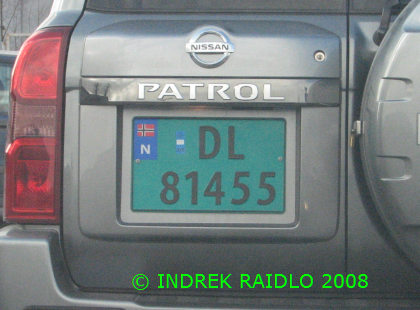 NISSAN
PATROL
N DL
81455
© INDREK RAIDLO 2008